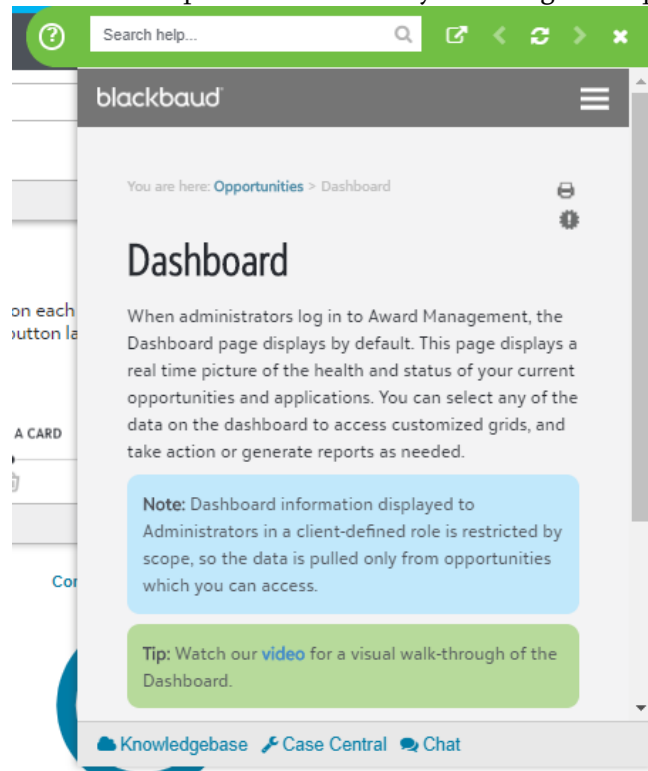 Search help...
blackbaud
You are here: Opportunities > Dashboard
Dashboard
on each
button la
When administrators log in to Award Management, the
Dashboard page displays by default. This page displays a
real time picture of the health and status of your current
opportunities and applications. You can select any of the
data on the dashboard to access customized grids, and
take action or generate reports as needed.
A CARD
Note: Dashboard information displayed to
Administrators in a client-defined role is restricted by
scope, so the data is pulled only from opportunities
which you can access.
Con
Tip: Watch our video for a visual walk-through of the
Dashboard.
Knowledgebase Case Central Chat